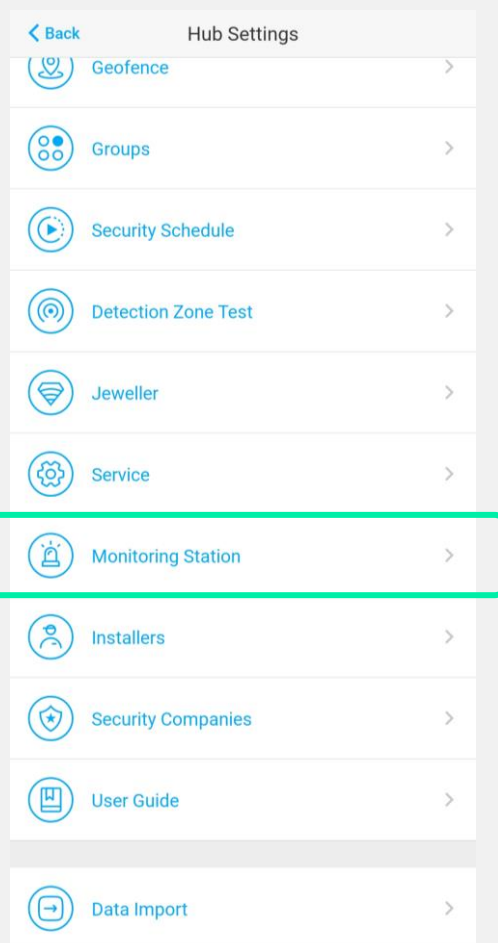 Back
Hub Settings
Geofence
Groups
Security Schedule
Detection Zone Test
Jeweller
Service
Monitoring Station
Installers
Security Companies
User Guide
Data Import